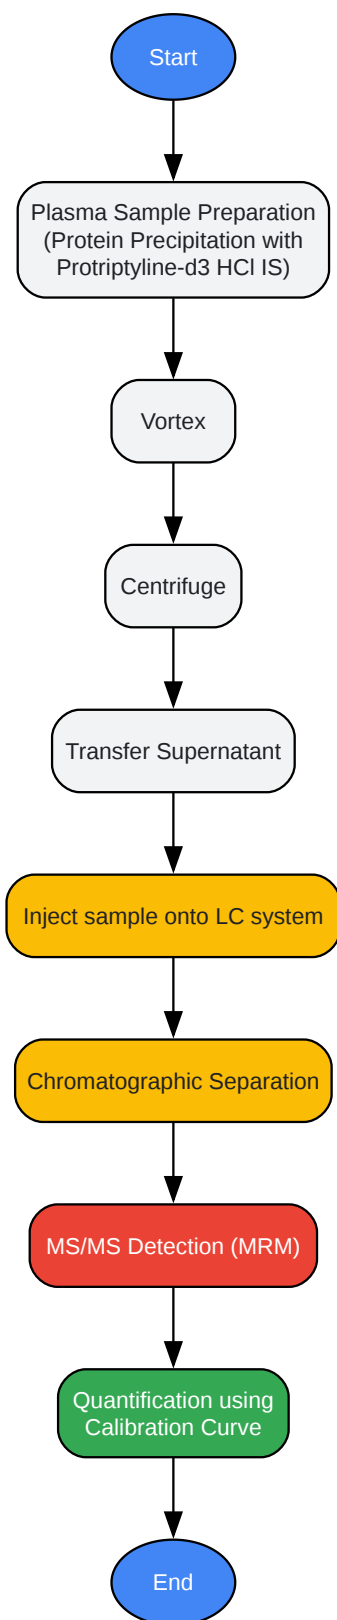 Start
Plasma Sample Preparation
(Protein Precipitation with
Protriptyline-d3 HCl IS)
Vortex
Centrifuge
Transfer Supernatant
Inject sample onto LC system
Chromatographic Separation
MS/MS Detection (MRM)
Quantification using
Calibration Curve
End